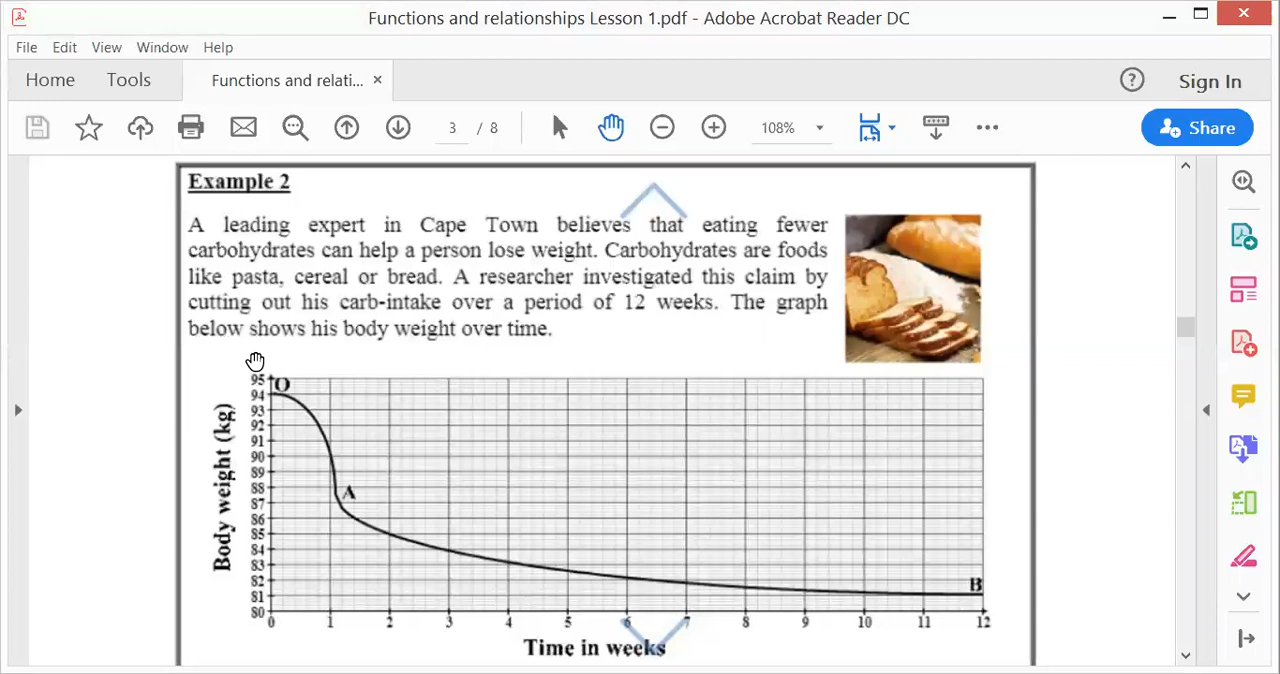 Functions and relationships Lesson 1.pdf - Adobe Acrobat Reader DC
File Edit View Window Help
Home Tools Functions and relati... × ? Sign In
3 / 8 108% Share
Example 2
A leading expert in Cape Town believes that eating fewer
carbohydrates can help a person lose weight. Carbohydrates are foods
like pasta, cereal or bread. A researcher investigated this claim by
cutting out his carb-intake over a period of 12 weeks. The graph
below shows his body weight over time.
Body weight (kg)
95
94
93
92
91
90
89
88
87
86
85
84
83
82
81
80
O
A
B
0 1 2 3 4 5 6 7 8 9 10 11 12
Time in weeks